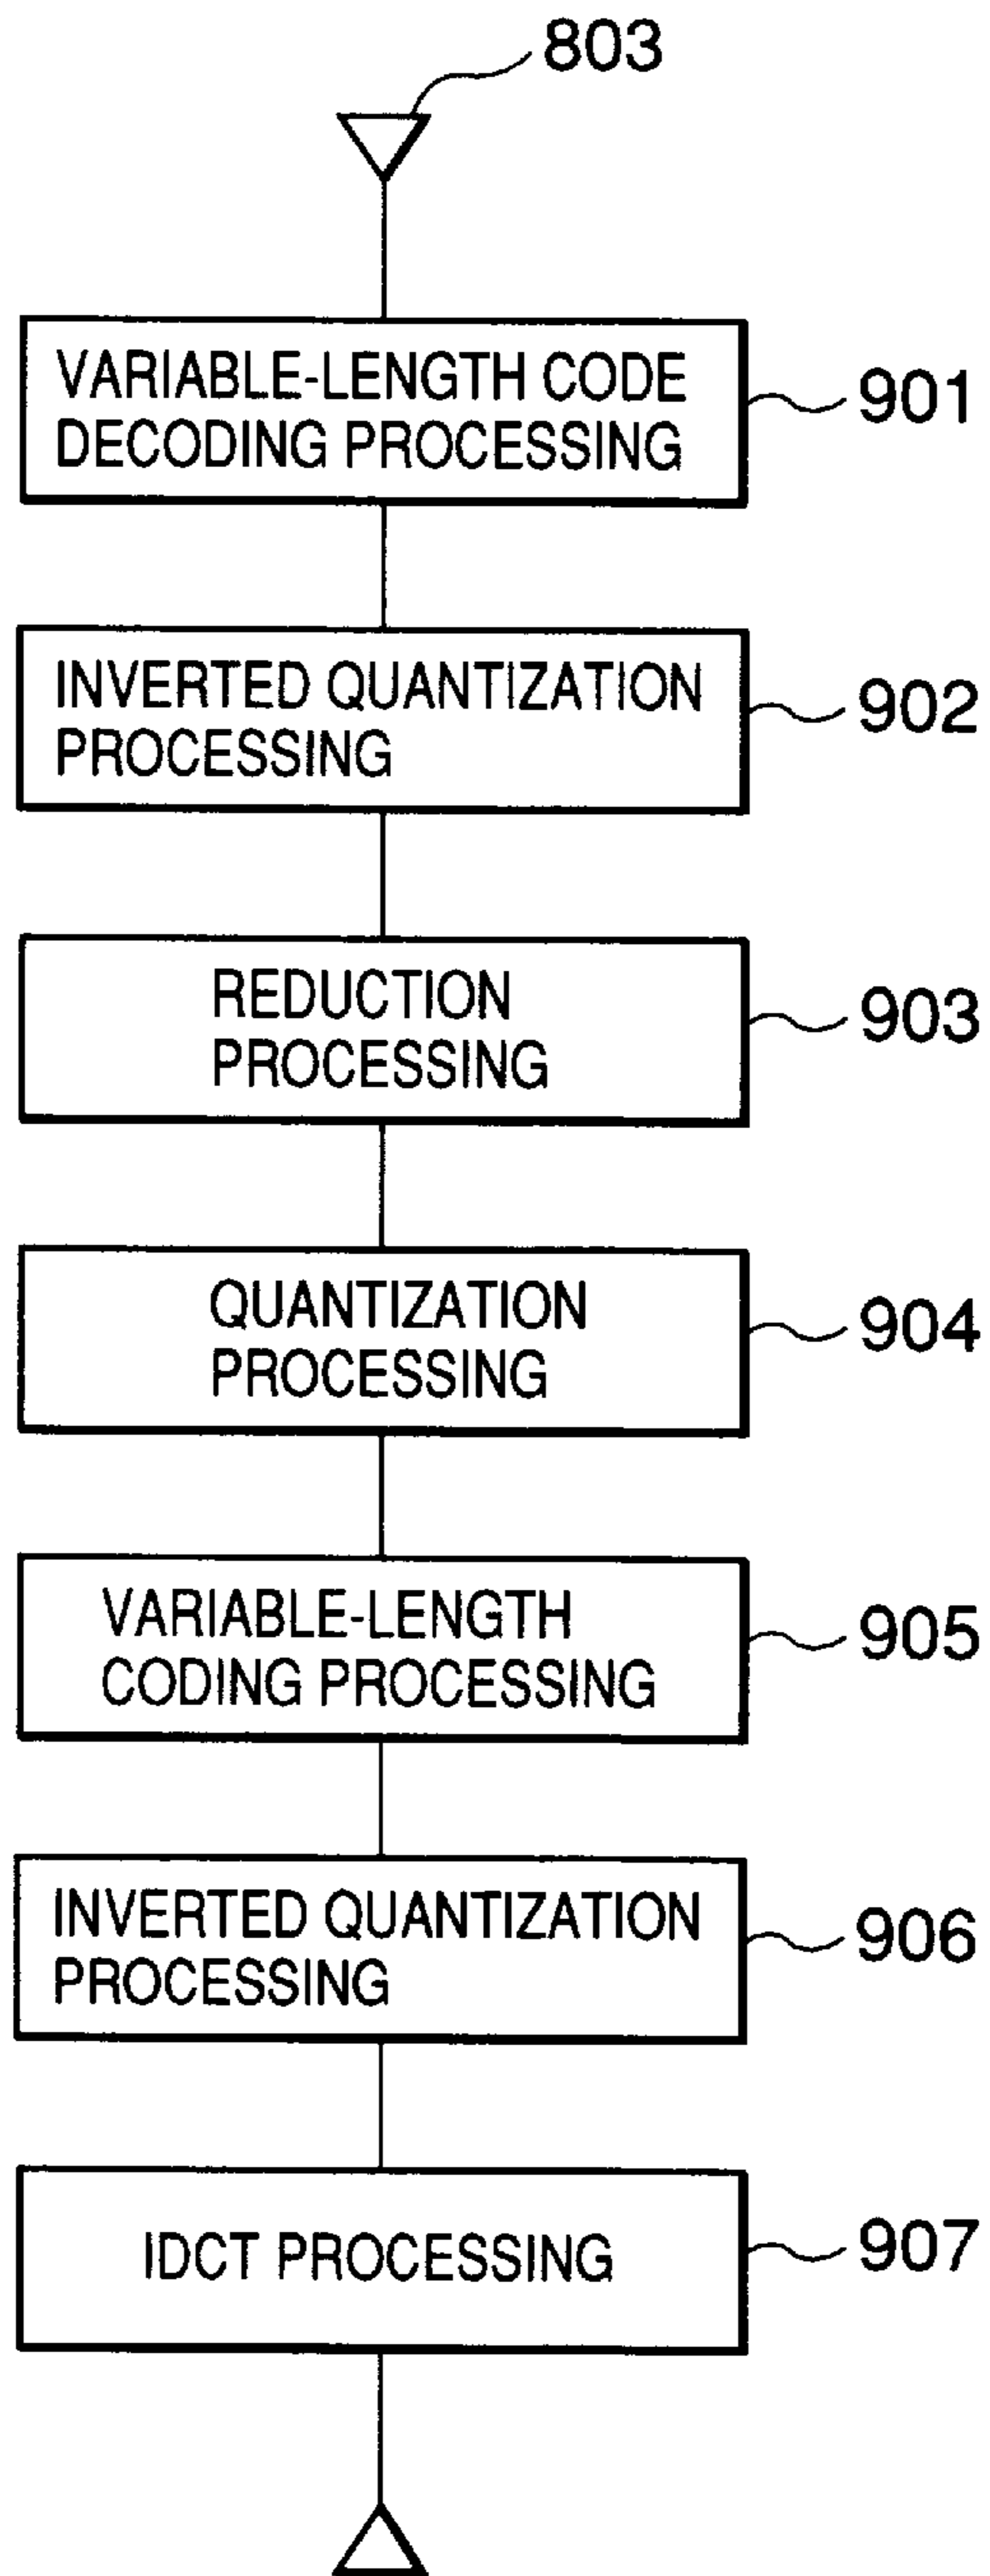 803
VARIABLE-LENGTH CODE
DECODING PROCESSING
901
INVERTED QUANTIZATION
PROCESSING
902
REDUCTION
PROCESSING
903
QUANTIZATION
PROCESSING
904
VARIABLE-LENGTH
CODING PROCESSING
905
INVERTED QUANTIZATION
PROCESSING
906
IDCT PROCESSING
907